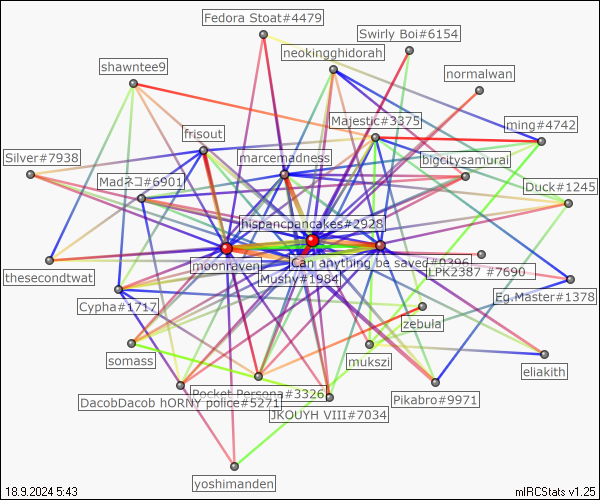 Fedora Stoat#4479
Swirly Boi#6154
neokingghidorah
shawntee9
normalwan
Majestic#3375
ming#4742
frisout
marcemadness
bigcitysamurai
Silver#7938
Madネコ#6901
Duck#1245
hispancpancakes#2928
moonraven
Can anything be saved#0396
LPK2387 #7690
thesecondtwat
Mushy#1984
Cypha#1717
Eg.Master#1378
zebula
somass
mukszi
eliakith
Pocket Persona#3326
DacobDacob hORNY police#5271
Pikabro#9971
JKOUYH VIII#7034
yoshimanden
18.9.2024 5:43
mIRCStats v1.25